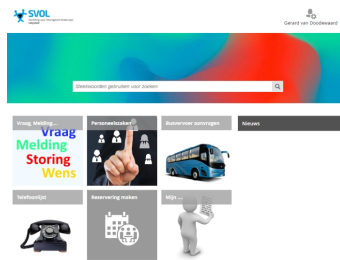 SVOL
Gerard van Doodewaard
Steekwoorden gebruiken voor zoeken
Vraag, Melding...
Personeelszaken
Busvervoer aanvragen
Nieuws
Vraag
Melding
Storing
Wens
Telefoonlijst
Reservering maken
Mijn ...